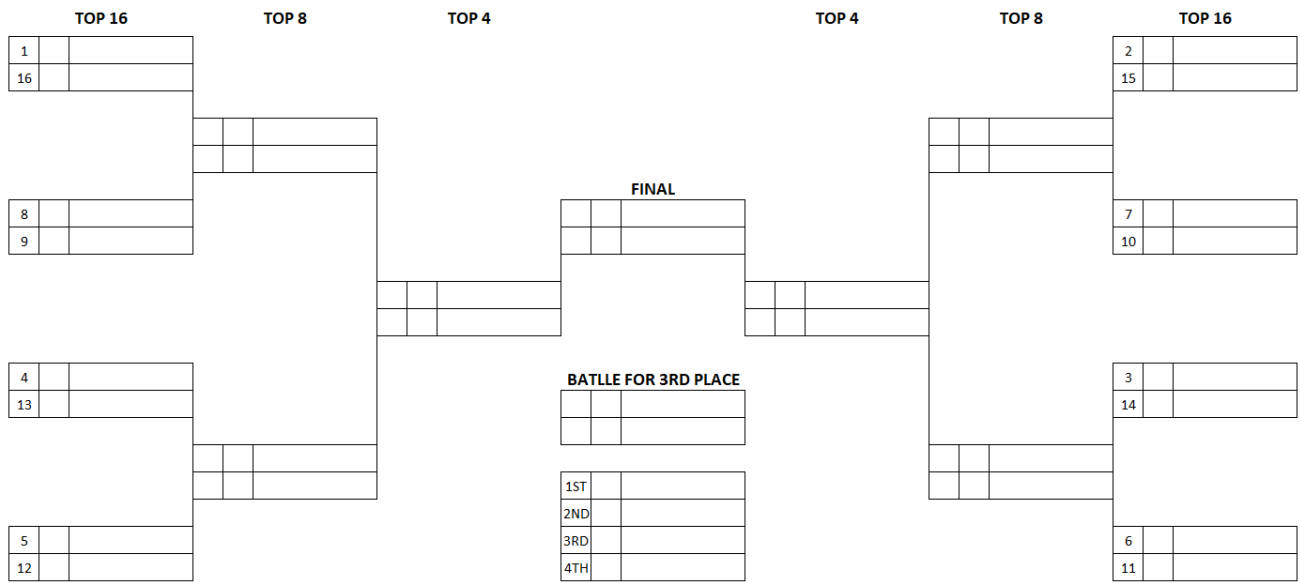 TOP 16 TOP 8 TOP 4 TOP 4 TOP 8 TOP 16
1 2
16 15
FINAL
8 7
9 10
4 3
BATLLE FOR 3RD PLACE
13 14
1ST
2ND
5 3RD 6
12 4TH 11